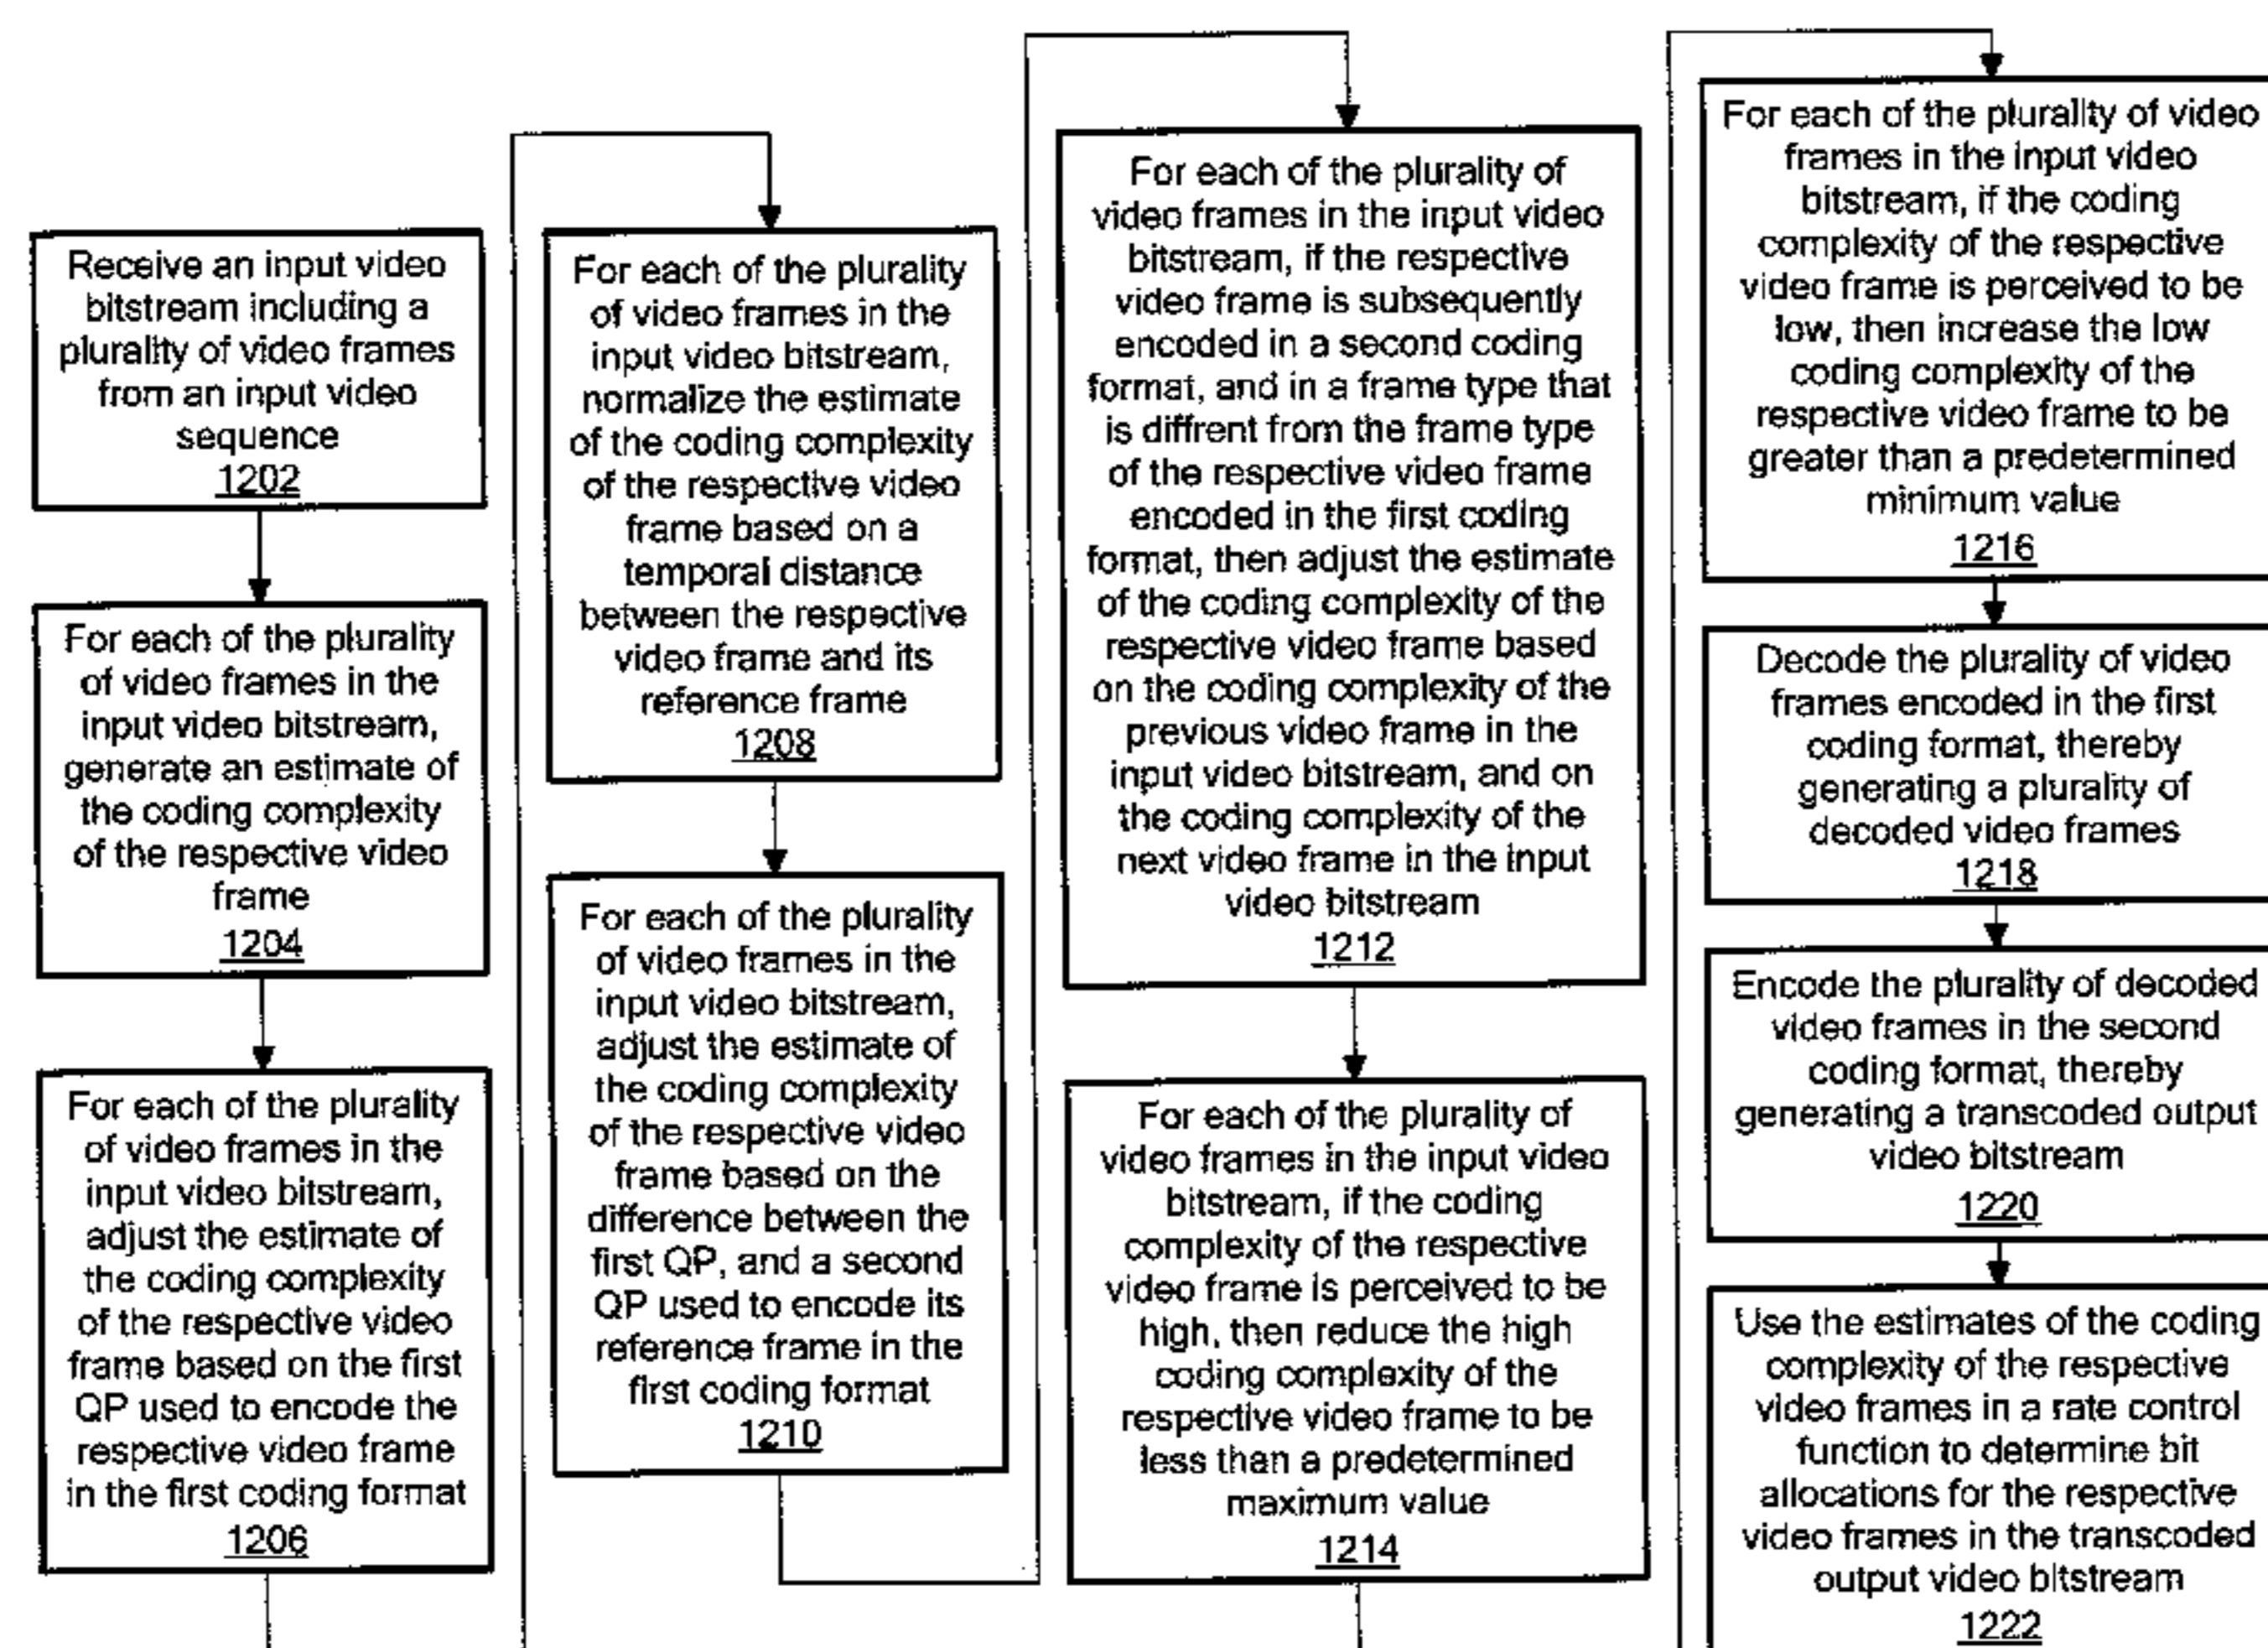 Receive an input video
bitstream including a
plurality of video frames
from an input video
sequence
1202
For each of the plurality
of video frames in the
input video bitstream,
generate an estimate of
the coding complexity
of the respective video
frame
1204
For each of the plurality
of video frames in the
input video bitstream,
adjust the estimate of
the coding complexity
of the respective video
frame based on the first
QP used to encode the
respective video frame
in the first coding format
1206
For each of the plurality
of video frames in the
input video bitstream,
normalize the estimate
of the coding complexity
of the respective video
frame based on a
temporal distance
between the respective
video frame and its
reference frame
1208
For each of the plurality
of video frames in the
input video bitstream,
adjust the estimate of
the coding complexity
of the respective video
frame based on the
difference between the
first QP, and a second
QP used to encode its
reference frame in the
first coding format
1210
For each of the plurality of
video frames in the input video
bitstream, if the respective
video frame is subsequently
encoded in a second coding
format, and in a frame type that
is diffrent from the frame type
of the respective video frame
encoded in the first coding
format, then adjust the estimate
of the coding complexity of the
respective video frame based
on the coding complexity of the
previous video frame in the
input video bitstream, and on
the coding complexity of the
next video frame in the input
video bitstream
1212
For each of the plurality of
video frames in the input video
bitstream, if the coding
complexity of the respective
video frame is perceived to be
high, then reduce the high
coding complexity of the
respective video frame to be
less than a predetermined
maximum value
1214
For each of the plurality of video
frames in the input video
bitstream, if the coding
complexity of the respective
video frame is perceived to be
low, then increase the low
coding complexity of the
respective video frame to be
greater than a predetermined
minimum value
1216
Decode the plurality of video
frames encoded in the first
coding format, thereby
generating a plurality of
decoded video frames
1218
Encode the plurality of decoded
video frames in the second
coding format, thereby
generating a transcoded output
video bitstream
1220
Use the estimates of the coding
complexity of the respective
video frames in a rate control
function to determine bit
allocations for the respective
video frames in the transcoded
output video bitstream
1222